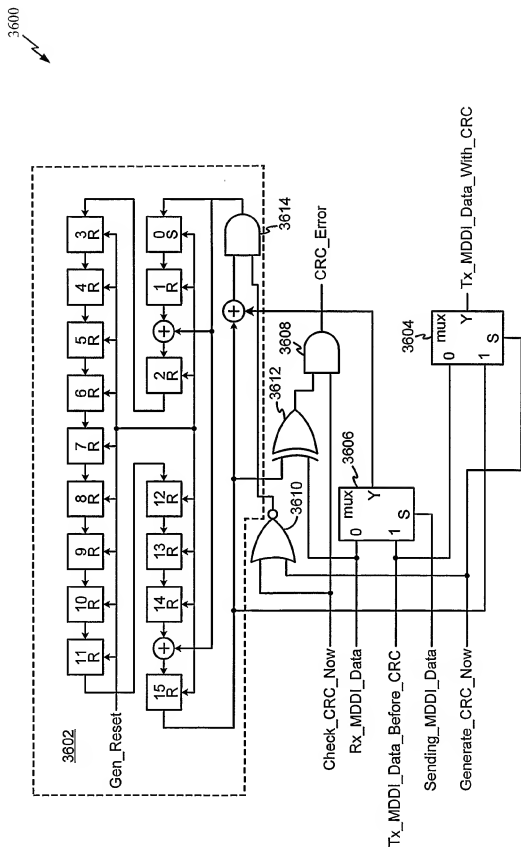 3600
3602
3 R
4 R
5 R
6 R
7 R
8 R
9 R
10 R
11 R
0 S
1 R
+
2 R
12 R
13 R
14 R
+
15 R
+
Gen_Reset
3614
CRC_Error
3608
3612
3610
3606
mux
0
Y
1
S
3604
mux
0
Y
1
S
Tx_MDDI_Data_With_CRC
Check_CRC_Now
Rx_MDDI_Data
Tx_MDDI_Data_Before_CRC
Sending_MDDI_Data
Generate_CRC_Now